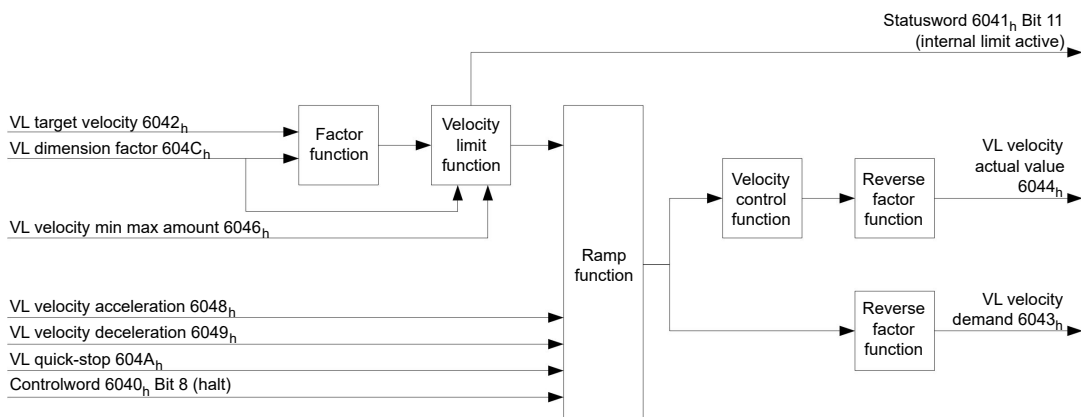 Statusword 6041h Bit 11
(internal limit active)
VL target velocity 6042h
VL dimension factor 604Ch
Factor
function
Velocity
limit
function
VL velocity min max amount 6046h
VL velocity acceleration 6048h
VL velocity deceleration 6049h
VL quick-stop 604Ah
Controlword 6040h Bit 8 (halt)
Ramp
function
Velocity
control
function
Reverse
factor
function
VL velocity
actual value
6044h
Reverse
factor
function
VL velocity
demand 6043h